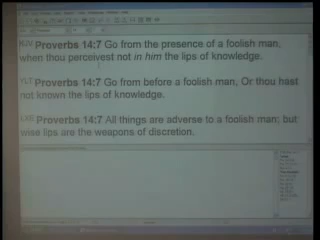 KJV Proverbs 14:7 Go from the presence of a foolish man,
when thou perceivest not in him the lips of knowledge.
YLT Proverbs 14:7 Go from before a foolish man, Or thou hast
not known the lips of knowledge.
Proverbs 14:7 All things are adverse to a foolish man; but
wise lips are the weapons of discretion.